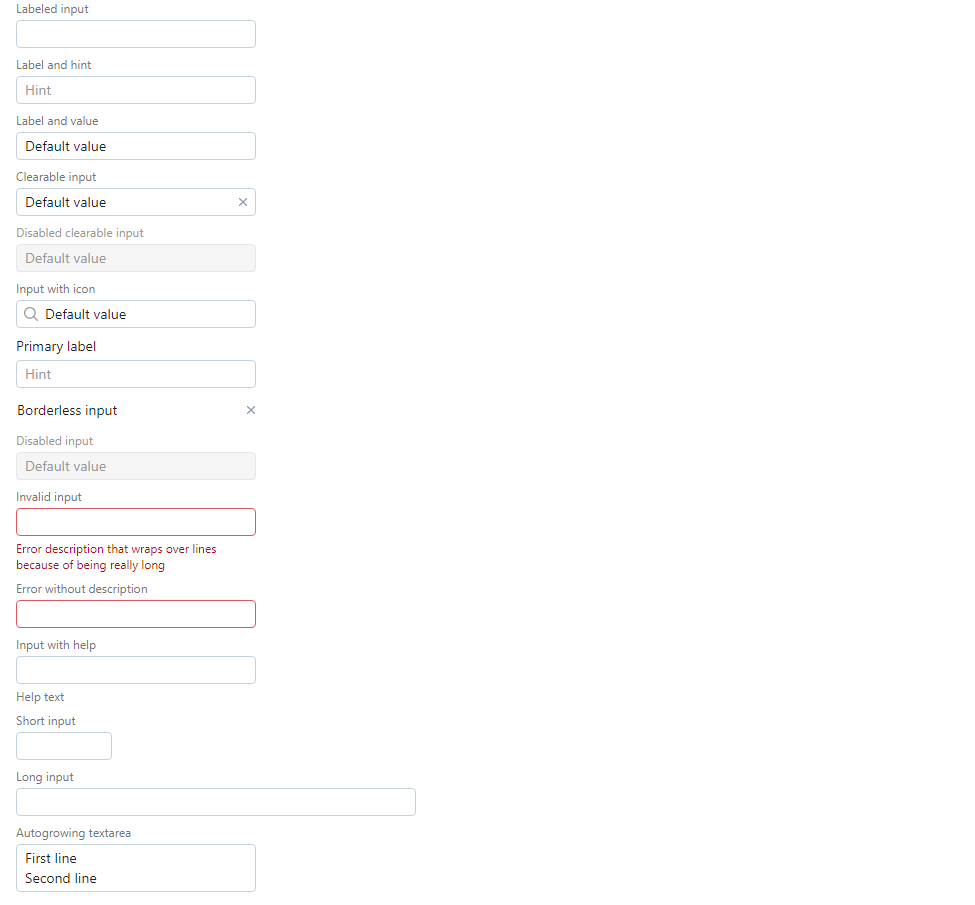 Labeled input
Label and hint
Hint
Label and value
Default value
Clearable input
Default value
Disabled clearable input
Default value
Input with icon
Default value
Primary label
Hint
Borderless input
Disabled input
Default value
Invalid input
Error description that wraps over lines
because of being really long
Error without description
Input with help
Help text
Short input
Long input
Autogrowing textarea
First line
Second line